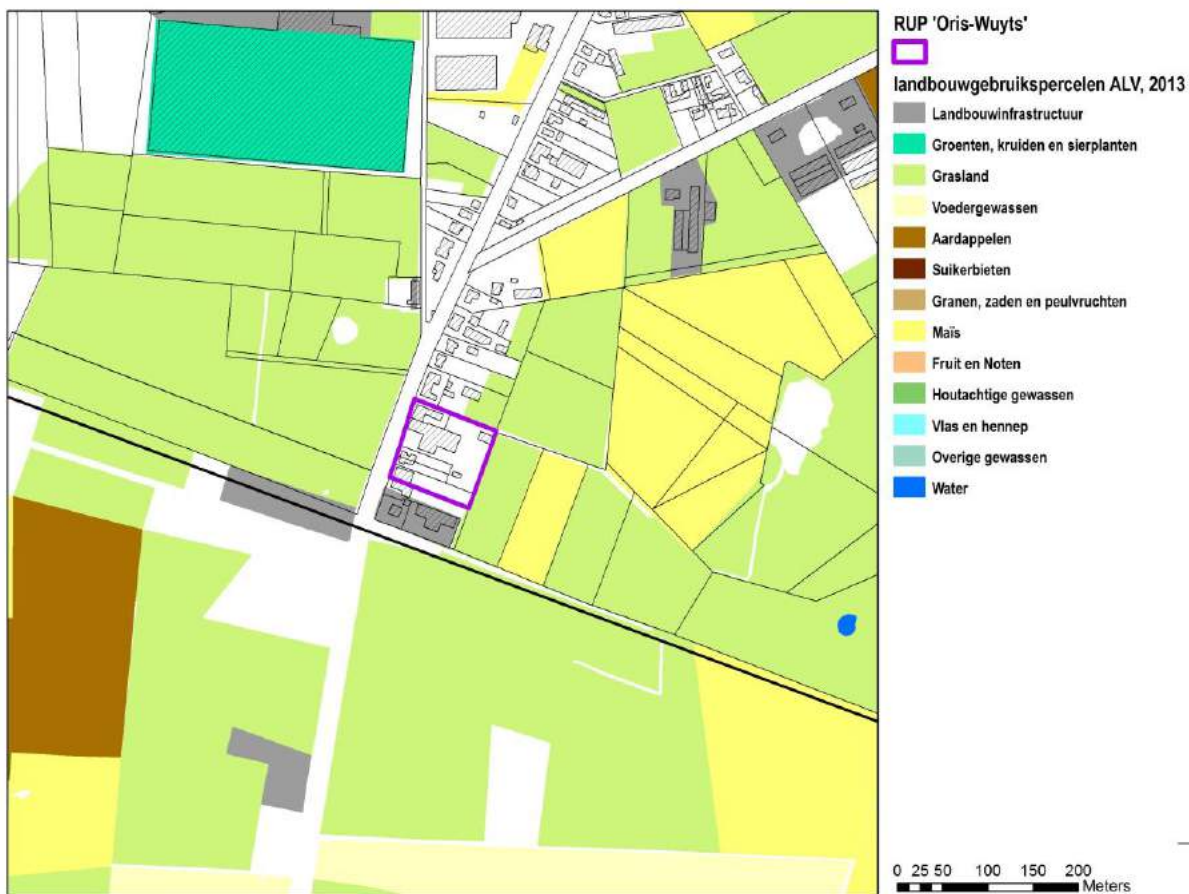 RUP 'Oris-Wuyts'
landbouwgebruikspercelen ALV, 2013
Landbouwinfrastructuur
Groenten, kruiden en sierplanten
Grasland
Voedergewassen
Aardappelen
Suikerbieten
Granen, zaden en peulvruchten
Maïs
Fruit en Noten
Houtachtige gewassen
Vlas en hennep
Overige gewassen
Water
0 25 50 100 150 200
Meters